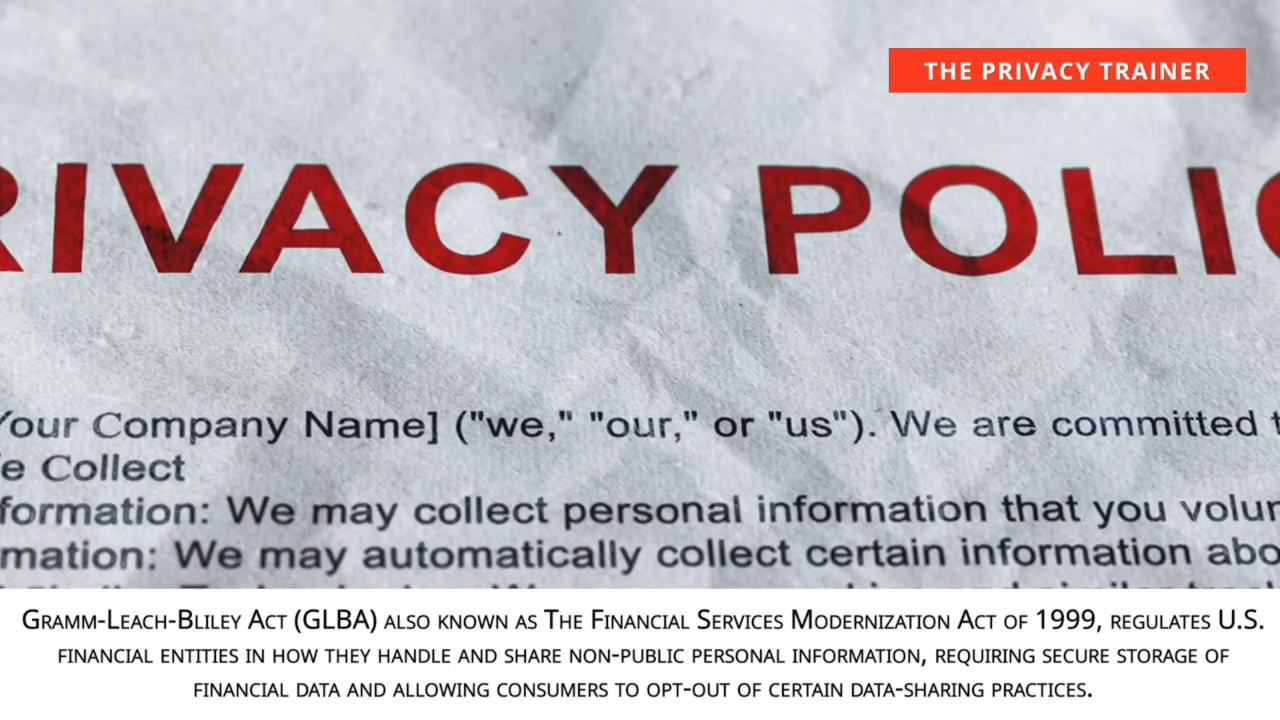 THE PRIVACY TRAINER
RIVACY POLIC
Your Company Name] ("we," "our," or "us"). We are committed t
e Collect
formation: We may collect personal information that you volun
mation: We may automatically collect certain information abo
Gramm-Leach-Bliley Act (GLBA) also known as The Financial Services Modernization Act of 1999, regulates U.S.
financial entities in how they handle and share non-public personal information, requiring secure storage of
financial data and allowing consumers to opt-out of certain data-sharing practices.